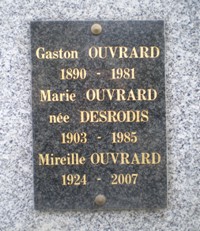 Gaston OUVRARD
1890 - 1981
Marie OUVRARD
née DESRODIS
1903 - 1985
Mireille OUVRARD
1924 - 2007